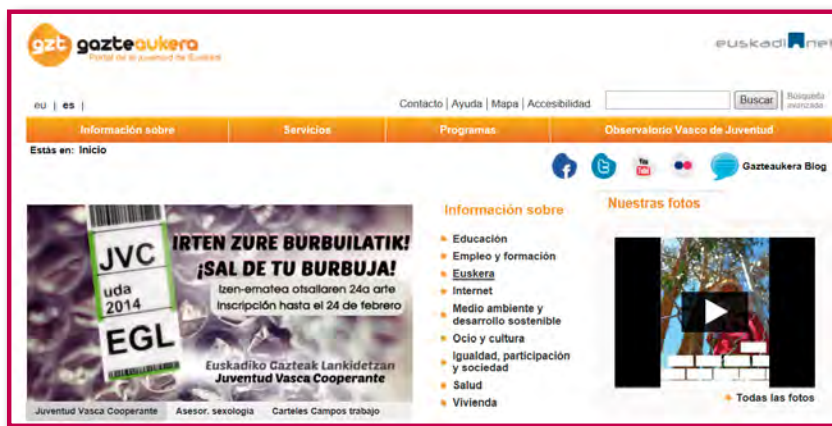 gzt gazteaukera
Portal de la juventud de Euskadi
euskadi net
eu | es |
Contacto | Ayuda | Mapa | Accesibilidad
Buscar
Búsqueda
avanzada
Información sobre
Servicios
Programas
Observatorio Vasco de Juventud
Estás en: Inicio
You
Tube
Gazteaukera Blog
JVC
uda
2014
EGL
IRTEN ZURE BURBUILATIK!
¡SAL DE TU BURBUJA!
Izen-ematea otsailaren 24a arte
Inscripción hasta el 24 de febrero
Euskadiko Gazteak Lankidetzan
Juventud Vasca Cooperante
Juventud Vasca Cooperante
Asesor. sexología
Carteles Campos trabajo
Información sobre
Educación
Empleo y formación
Euskera
Internet
Medio ambiente y
desarrollo sostenible
Ocio y cultura
Igualdad, participación
y sociedad
Salud
Vivienda
Nuestras fotos
Todas las fotos